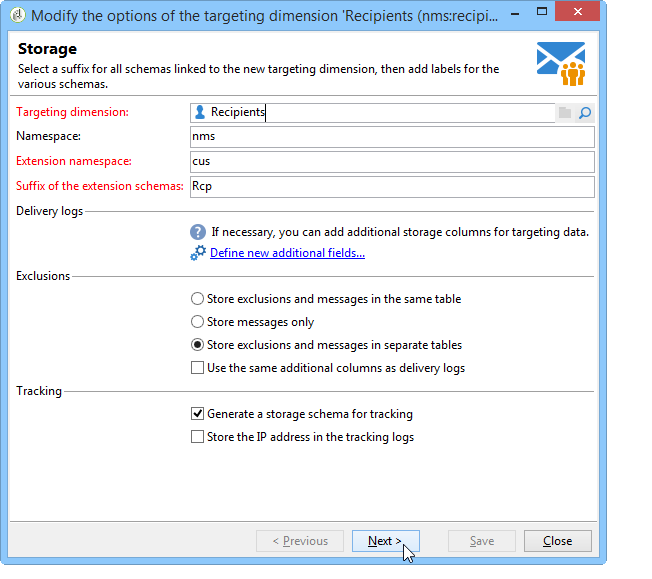 Modify the options of the targeting dimension 'Recipients (nms:recipi...
Storage
Select a suffix for all schemas linked to the new targeting dimension, then add labels for the
various schemas.
Targeting dimension: Recipients
Namespace: nms
Extension namespace: cus
Suffix of the extension schemas: Rcp
Delivery logs
? If necessary, you can add additional storage columns for targeting data.
Define new additional fields...
Exclusions
Store exclusions and messages in the same table
Store messages only
Store exclusions and messages in separate tables
Use the same additional columns as delivery logs
Tracking
Generate a storage schema for tracking
Store the IP address in the tracking logs
< Previous Next > Save Close